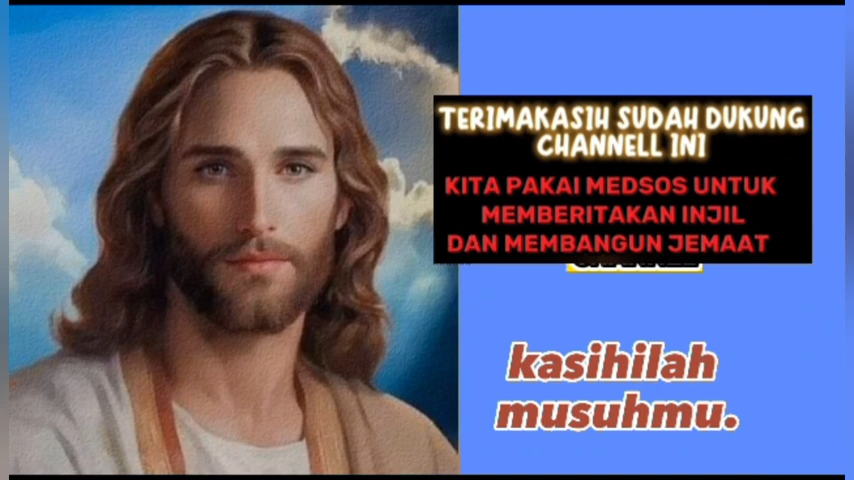 TERIMAKASIH SUDAH DUKUNG
CHANNELL INI
KITA PAKAI MEDSOS UNTUK
MEMBERITAKAN INJIL
DAN MEMBANGUN JEMAAT
kasihilah
musuhmu.